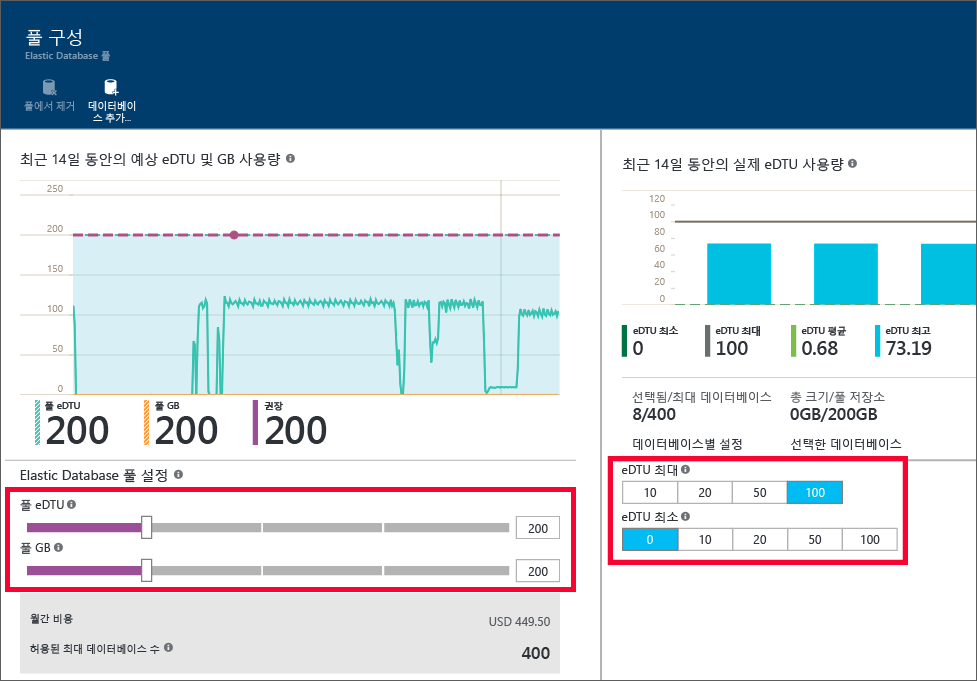 풀 구성
Elastic Database 풀
풀에서 제거
데이터베이
스 추가...
최근 14일 동안의 예상 eDTU 및 GB 사용량
250
200
150
100
50
0
풀 eDTU
200
풀 GB
200
권장
200
Elastic Database 풀 설정
풀 eDTU
200
풀 GB
200
월간 비용
USD 449.50
허용된 최대 데이터베이스 수
400
최근 14일 동안의 실제 eDTU 사용량
120
100
80
60
40
20
0
eDTU 최소
0
eDTU 최대
100
eDTU 평균
0.68
eDTU 최고
73.19
선택됨/최대 데이터베이스
8/400
총 크기/풀 저장소
0GB/200GB
데이터베이스별 설정
선택한 데이터베이스
eDTU 최대
10 20 50 100
eDTU 최소
0 10 20 50 100